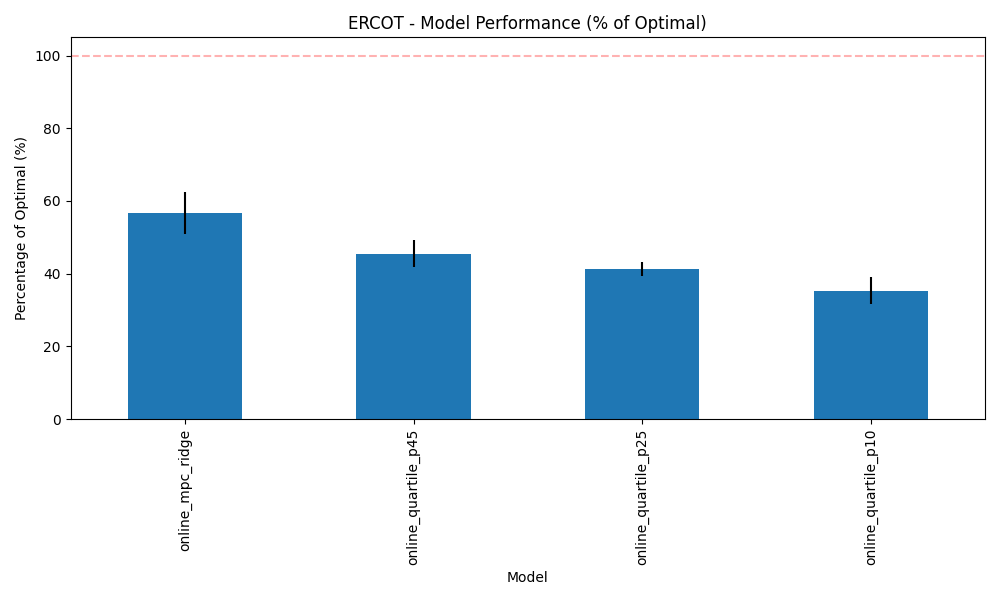 ERCOT - Model Performance (% of Optimal)
Percentage of Optimal (%)
100
80
60
40
20
0
online_mpc_ridge
online_quartile_p45
online_quartile_p25
online_quartile_p10
Model